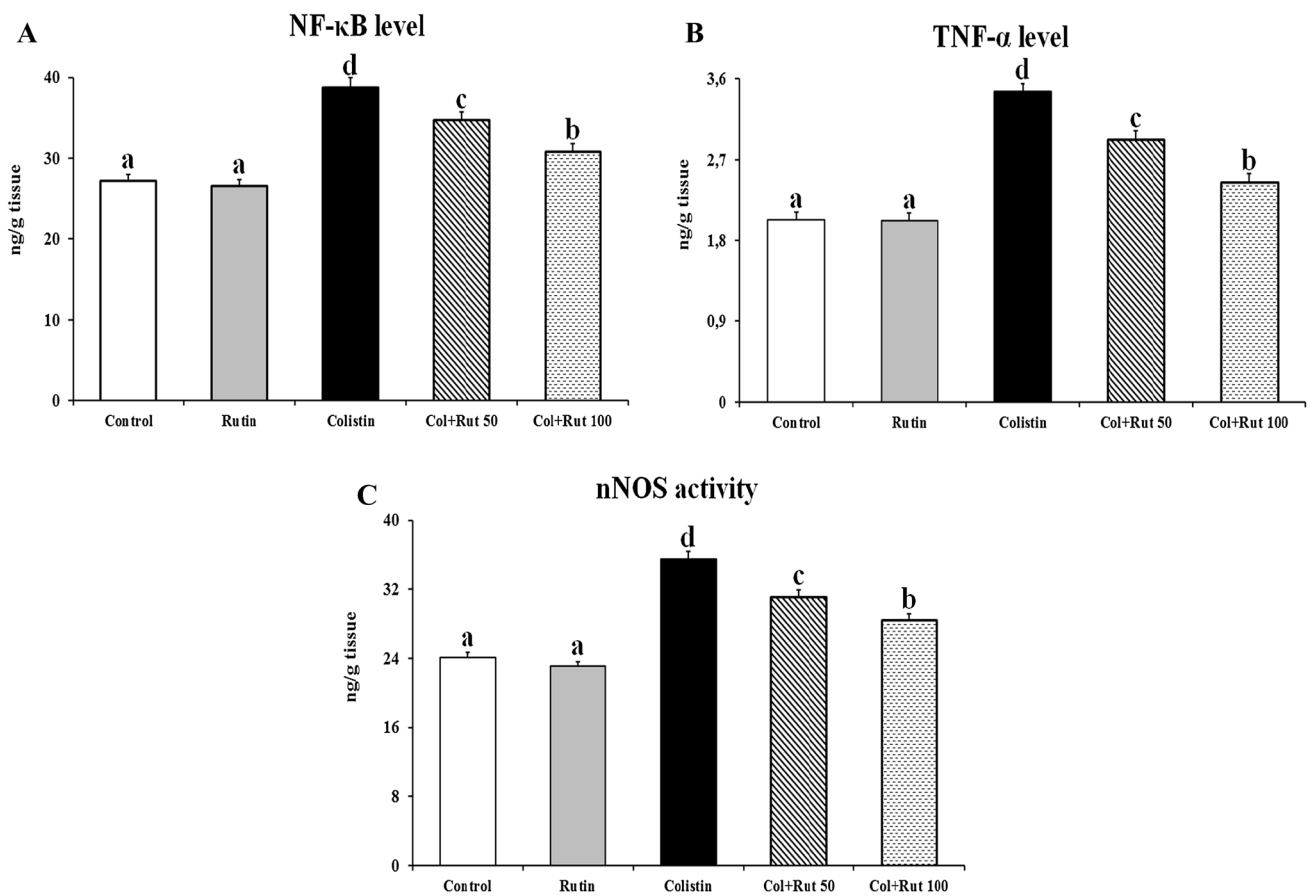 A
NF-κB level
ng/g tissue
40
30
20
10
0
a
a
d
c
b
Control
Rutin
Colistin
Col+Rut 50
Col+Rut 100
B
TNF-α level
ng/g tissue
3,6
2,7
1,8
0,9
0
a
a
d
c
b
Control
Rutin
Colistin
Col+Rut 50
Col+Rut 100
C
nNOS activity
ng/g tissue
40
32
24
16
8
0
a
a
d
c
b
Control
Rutin
Colistin
Col+Rut 50
Col+Rut 100